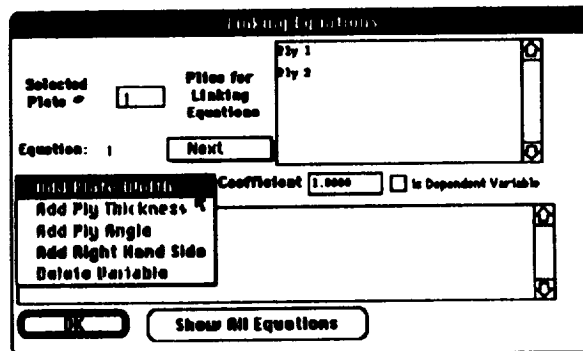 Linking Equations
Selected
Plate #
1
Plies for
Linking
Equations
Ply 1
Ply 2
Equation: 1
Next
Add Plate Width
Coefficient
1.0000
Is Dependent Variable
Add Ply Thickness
Add Ply Angle
Add Right Hand Side
Delete Variable
OK
Show All Equations